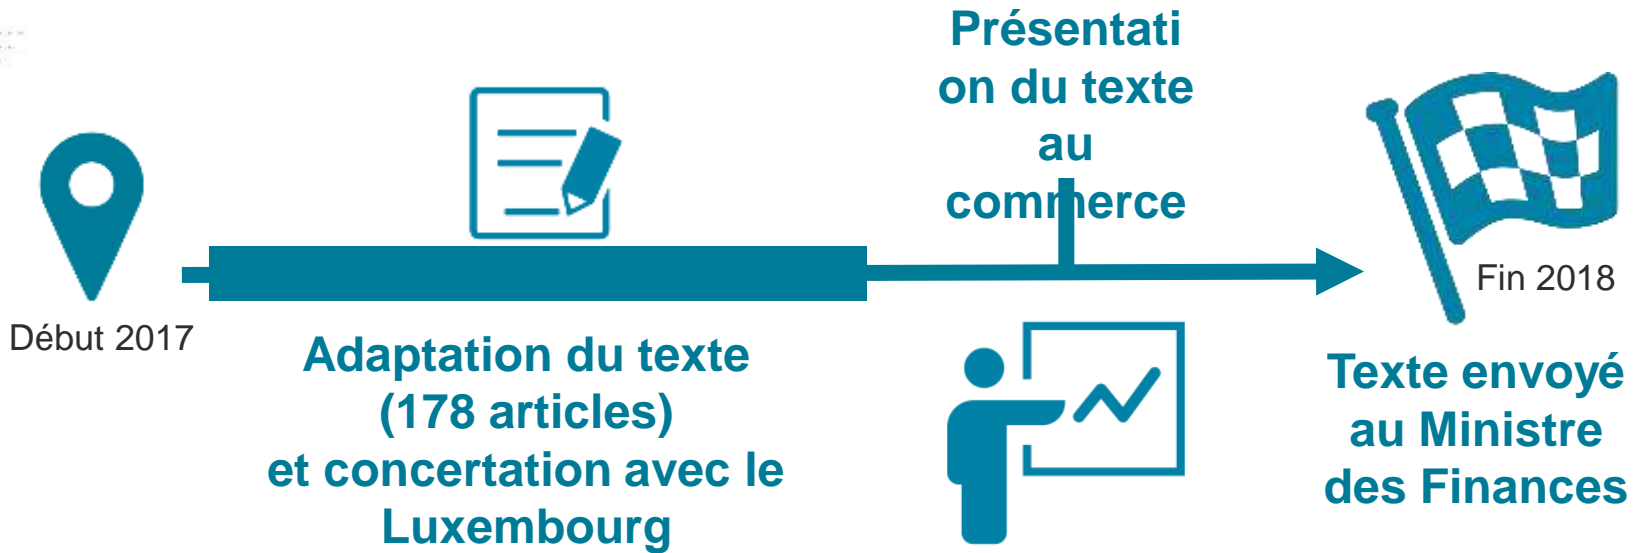 Début 2017
Adaptation du texte
(178 articles)
et concertation avec le
Luxembourg
Présentati
on du texte
au
commerce
Fin 2018
Texte envoyé
au Ministre
des Finances